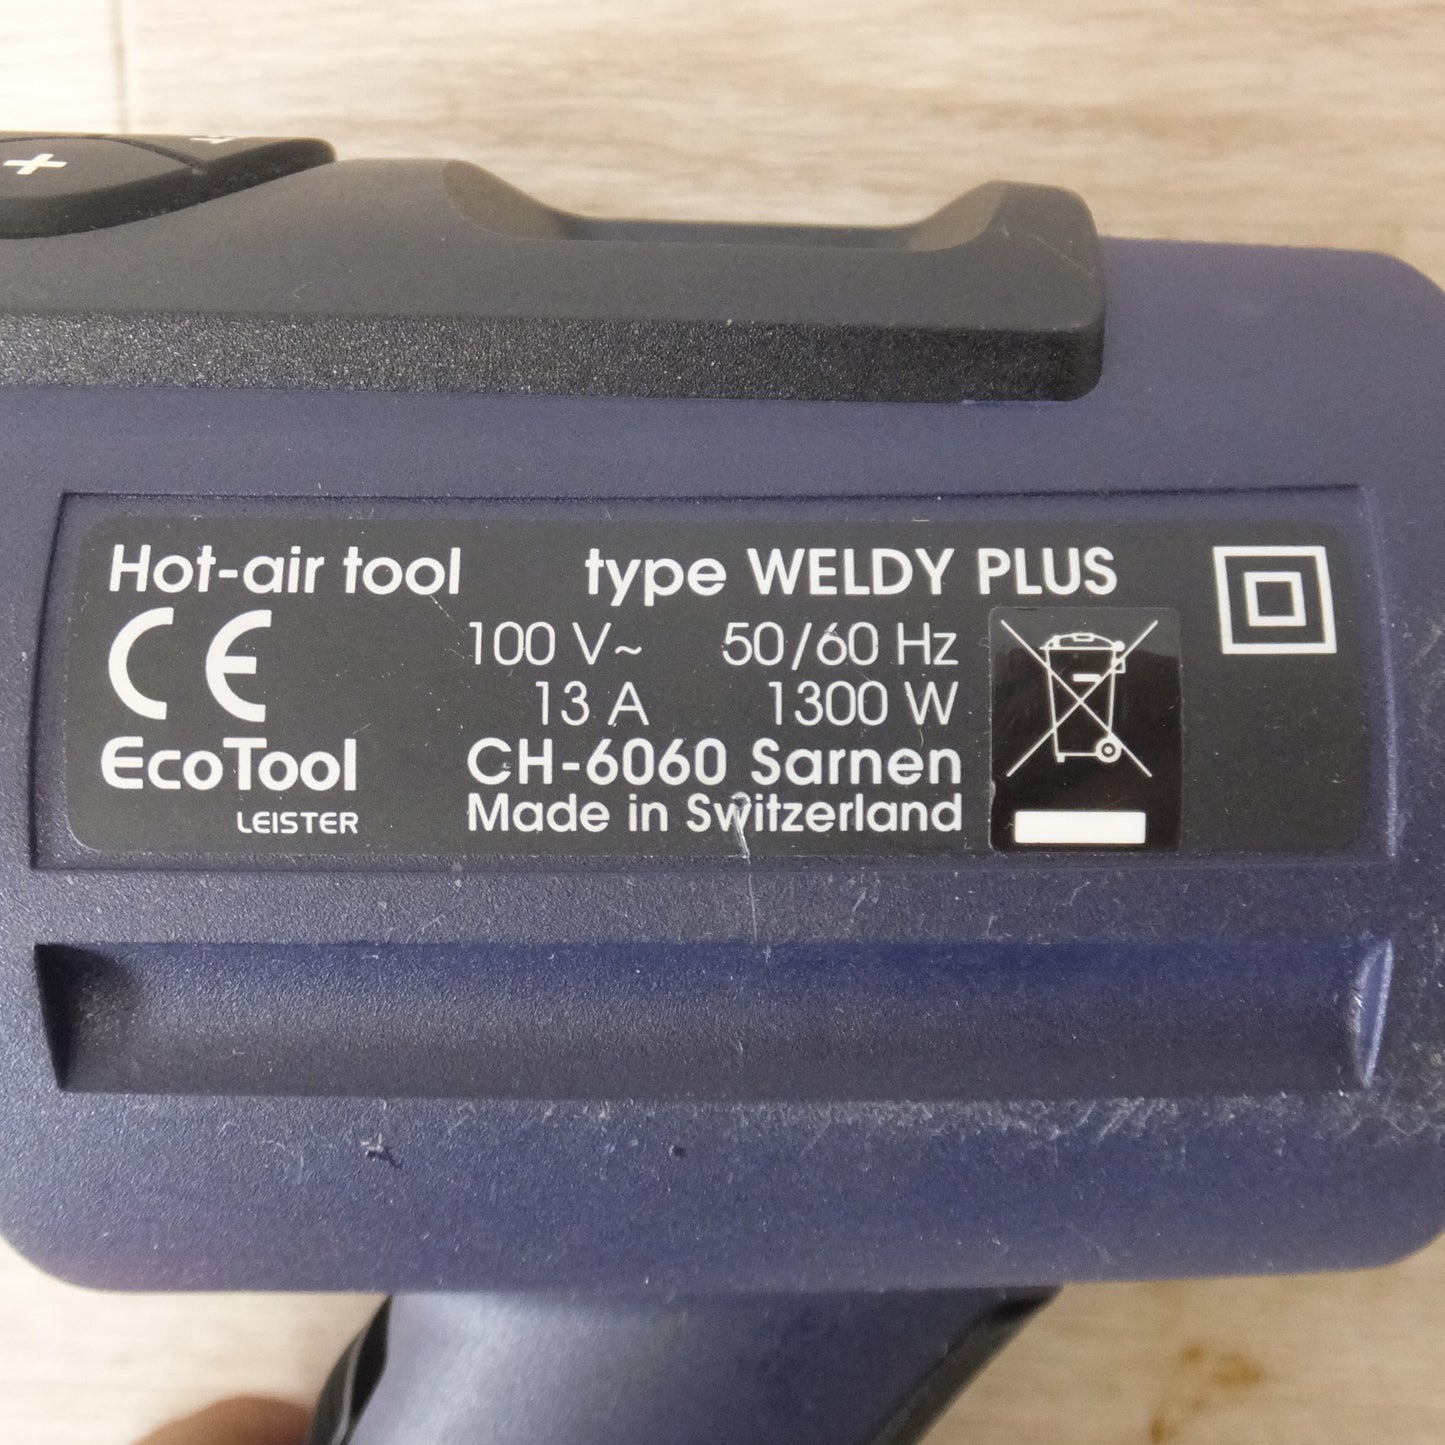 +
Hot-air tool type WELDY PLUS
CE 100 V~ 50/60 Hz
13 A 1300 W
EcoTool CH-6060 Sarnen
LEISTER Made in Switzerland